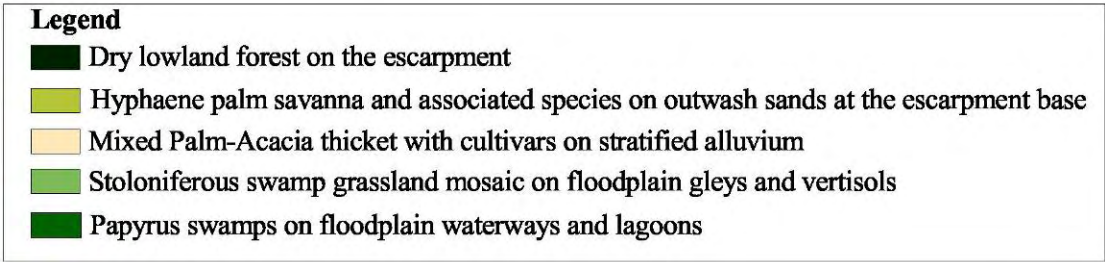 Legend
Dry lowland forest on the escarpment
Hyphaene palm savanna and associated species on outwash sands at the escarpment base
Mixed Palm-Acacia thicket with cultivars on stratified alluvium
Stoloniferous swamp grassland mosaic on floodplain gleys and vertisols
Papyrus swamps on floodplain waterways and lagoons